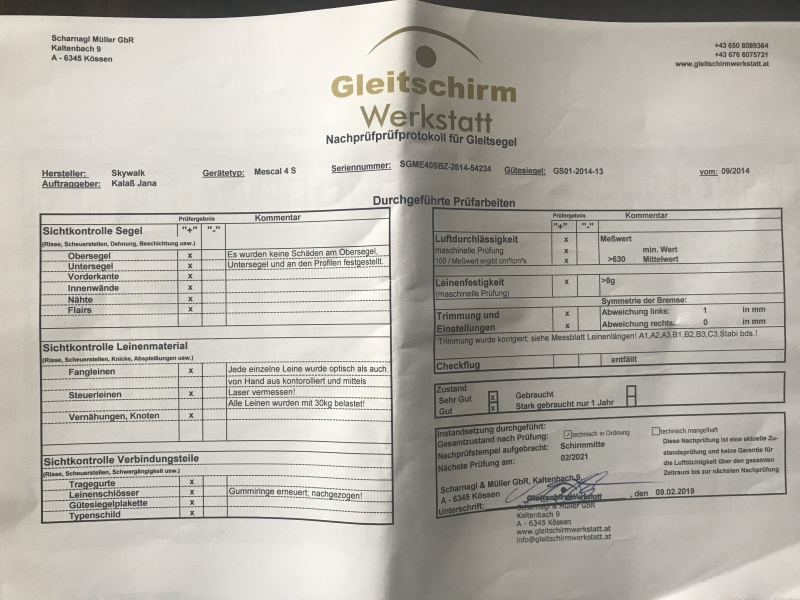 Scharnagl Müller GbR
Kaltenbach 9
A - 6345 Kössen
+43 650 8089364
+43 676 6075721
www.gleitschirmwerkstatt.at
Gleitschirm
Werkstatt
Nachprüfprüfprotokoll für Gleitsegel
Hersteller: Skywalk Gerätetyp: Mescal 4 S Seriennummer: SGME40SBZ-2614-54234 Gütesiegel: GS01-2014-13 vom: 09/2014
Auftraggeber: Kalaß Jana
Durchgeführte Prüfarbeiten
Prüfergebnis Kommentar
Sichtkontrolle Segel "+" "-"
(Risse, Scheuerstellen, Dehnung, Beschichtung usw.)
Obersegel x Es wurden keine Schäden am Obersegel,
Untersegel x Untersegel und an den Profilen festgestellt.
Vorderkante x
Innenwände x
Nähte x
Flairs x
Sichtkontrolle Leinenmaterial
(Risse, Scheuerstellen, Knicke, Abspleißungen usw.)
Fangleinen x Jede einzelne Leine wurde optisch als auch
von Hand aus kontorolliert und mittels
Steuerleinen x Laser vermessen!
Alle Leinen wurden mit 30kg belastet!
Vernähungen, Knoten x
Sichtkontrolle Verbindungsteile
(Risse, Scheuerstellen, Schwergängigkeit usw.)
Tragegurte x
Leinenschlösser x Gummiringe erneuert; nachgezogen!
Gütesiegelplakette x
Typenschild x
Prüfergebnis Kommentar
"+" "-"
Luftdurchlässigkeit x Meßwert
maschinelle Prüfung x min. Wert
100 / Meßwert ergibt cm³/cm²s x >630 Mittelwert
Leinenfestigkeit x >8g
(maschinelle Prüfung)
Symmetrie der Bremse:
Trimmung und x Abweichung links: 1 in mm
Einstellungen x Abweichung rechts: 0 in mm
Trimmung wurde korrigiert; siehe Messblatt Leinenlängen! A1,A2,A3,B1,B2,B3,C3,Stabi bds.!
Checkflug entfällt
Zustand
Sehr Gut x Gebraucht
Gut x Stark gebraucht nur 1 Jahr
Instandsetzung durchgeführt:
Gesamtzustand nach Prüfung: ✓ technisch in Ordnung technisch mangelhaft
Nachprüfstempel aufgebracht: Schirmmitte
Nächste Prüfung am: 02/2021
Diese Nachprüfung ist eine aktuelle Zu-
standsprüfung und keine Garantie für
die Lufttüchtigkeit über den gesamten
Zeitraum bis zur nächsten Nachprüfung
Scharnagl & Müller GbR, Kaltenbach 9
A - 6345 Kössen , den 09.02.2019
Unterschrift:
Gleitschirm Werkstatt
Scharnagl & Müller GbR
Kaltenbach 9
A - 6345 Kössen
www.gleitschirmwerkstatt.at
info@gleitschirmwerkstatt.at